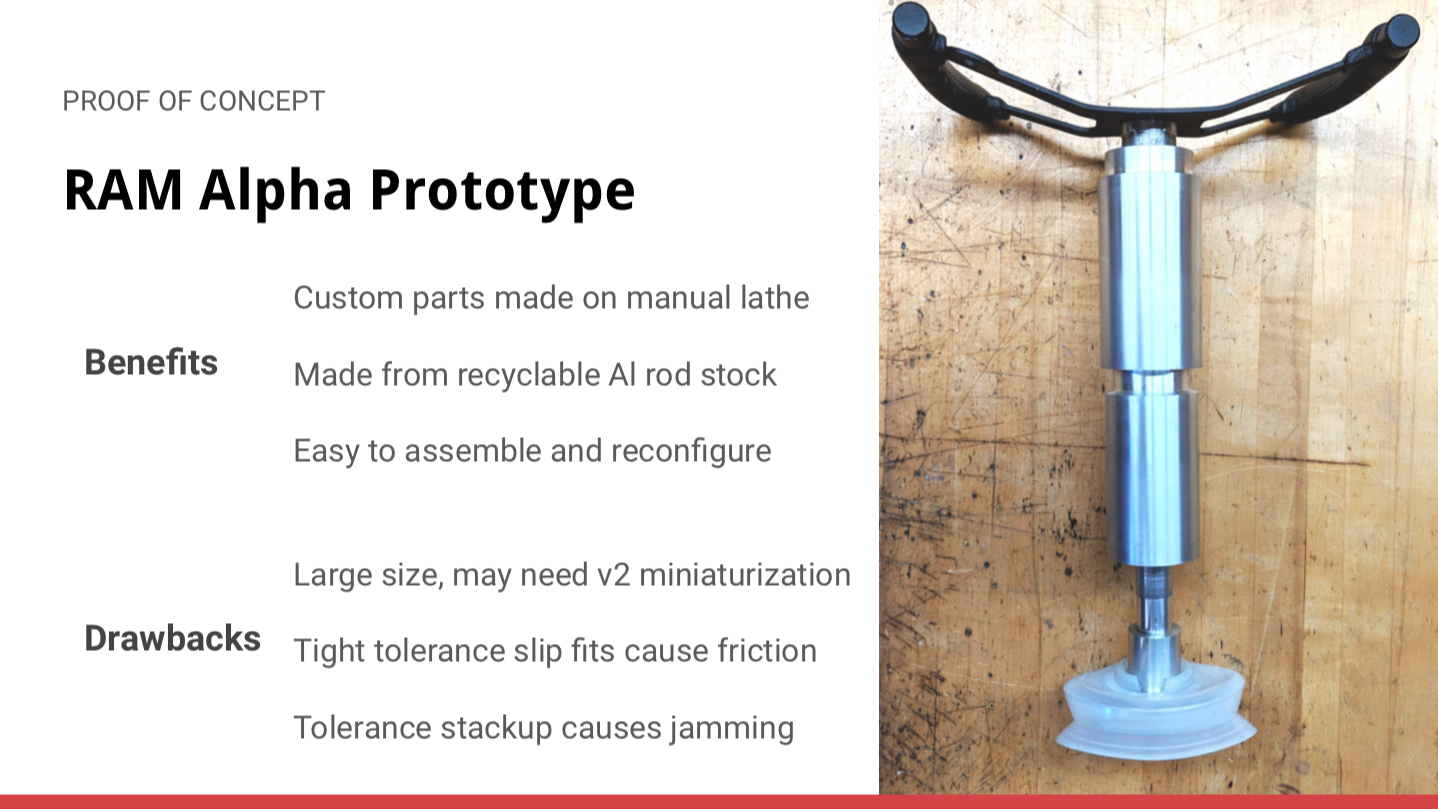 PROOF OF CONCEPT
RAM Alpha Prototype
Benefits
Custom parts made on manual lathe
Made from recyclable Al rod stock
Easy to assemble and reconfigure
Drawbacks
Large size, may need v2 miniaturization
Tight tolerance slip fits cause friction
Tolerance stackup causes jamming